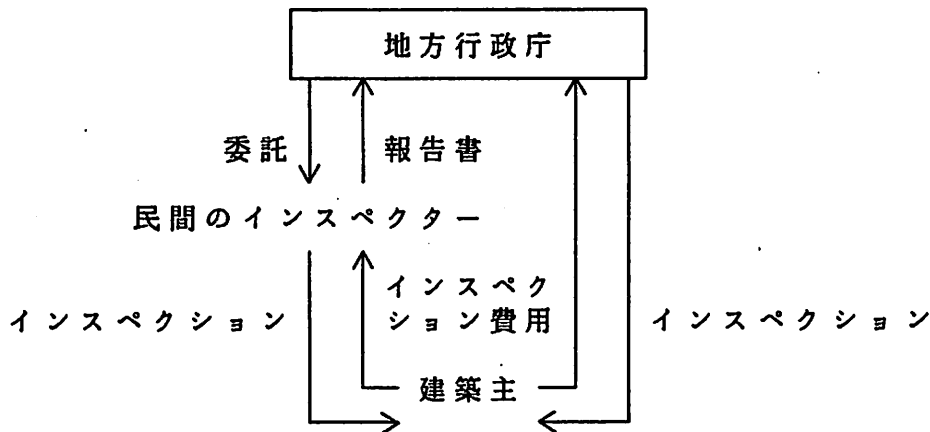 地方行政庁
委託
報告書
民間のインスペクター
インスペク
ション費用
インスペクション
インスペクション
建築主